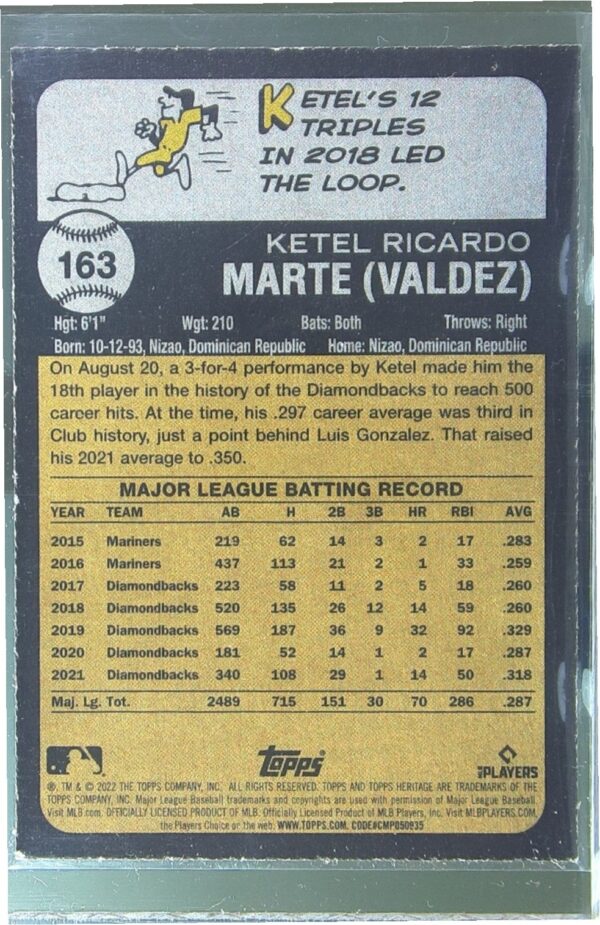 KETEL'S 12
TRIPLES
IN 2018 LED
THE LOOP.
163
KETEL RICARDO
MARTE (VALDEZ)
Hgt: 6'1" Wgt: 210 Bats: Both Throws: Right
Born: 10-12-93, Nizao, Dominican Republic Home: Nizao, Dominican Republic
On August 20, a 3-for-4 performance by Ketel made him the
18th player in the history of the Diamondbacks to reach 500
career hits. At the time, his .297 career average was third in
Club history, just a point behind Luis Gonzalez. That raised
his 2021 average to .350.
MAJOR LEAGUE BATTING RECORD
YEAR TEAM AB H 2B 3B HR RBI AVG
2015 Mariners 219 62 14 3 2 17 .283
2016 Mariners 437 113 21 2 1 33 .259
2017 Diamondbacks 223 58 11 2 5 18 .260
2018 Diamondbacks 520 135 26 12 14 59 .260
2019 Diamondbacks 569 187 36 9 32 92 .329
2020 Diamondbacks 181 52 14 1 2 17 .287
2021 Diamondbacks 340 108 29 1 14 50 .318
Maj. Lg. Tot. 2489 715 151 30 70 286 .287
Topps
MLB PLAYERS
®, TM & © 2022 THE TOPPS COMPANY, INC. ALL RIGHTS RESERVED. TOPPS AND TOPPS HERITAGE ARE TRADEMARKS OF THE
TOPPS COMPANY, INC. Major League Baseball trademarks and copyrights are used with permission of Major League Baseball.
Visit MLB.com. OFFICIALLY LICENSED PRODUCT OF MLB. Officially Licensed Product of MLB Players, Inc. Visit MLBPLAYERS.COM,
the Players Choice on the web. WWW.TOPPS.COM. CODE#CMP050935